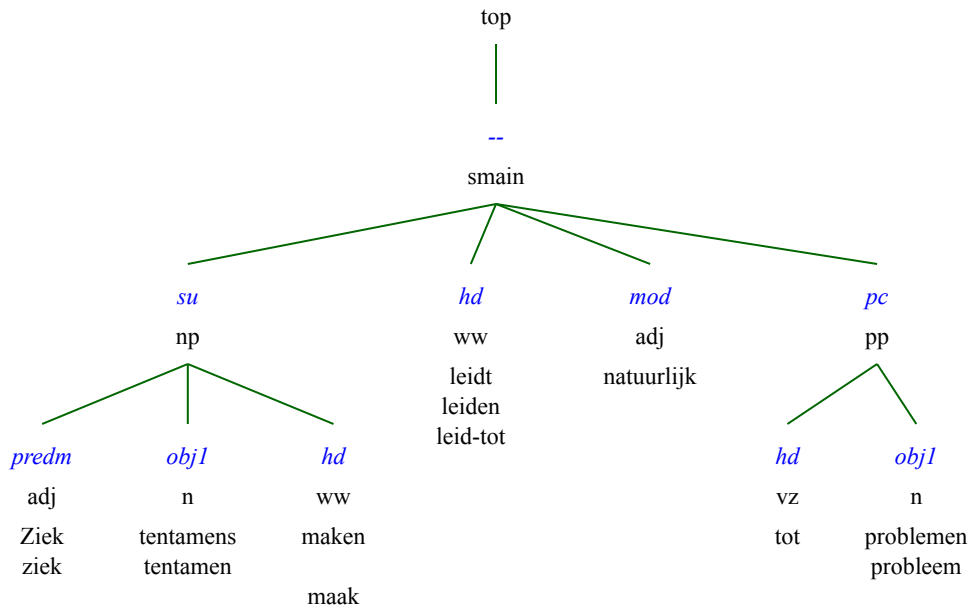 top
--
smain
su hd mod pc
np ww adj pp
leidt natuurlijk
leiden
leid-tot
predm obj1 hd hd obj1
adj n ww vz n
Ziek tentamens maken tot problemen
ziek tentamen probleem
maak